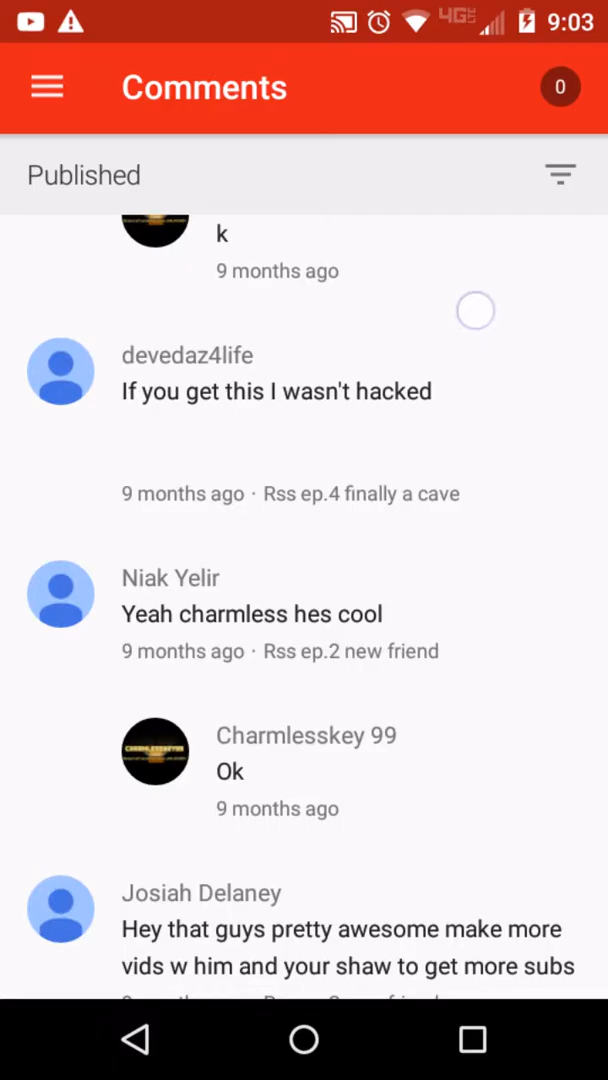 4G LTE 9:03
Comments 0
Published
k
9 months ago
devedaz4life
If you get this I wasn't hacked
9 months ago · Rss ep.4 finally a cave
Niak Yelir
Yeah charmless hes cool
9 months ago · Rss ep.2 new friend
Charmlesskey 99
Ok
9 months ago
Josiah Delaney
Hey that guys pretty awesome make more
vids w him and your shaw to get more subs